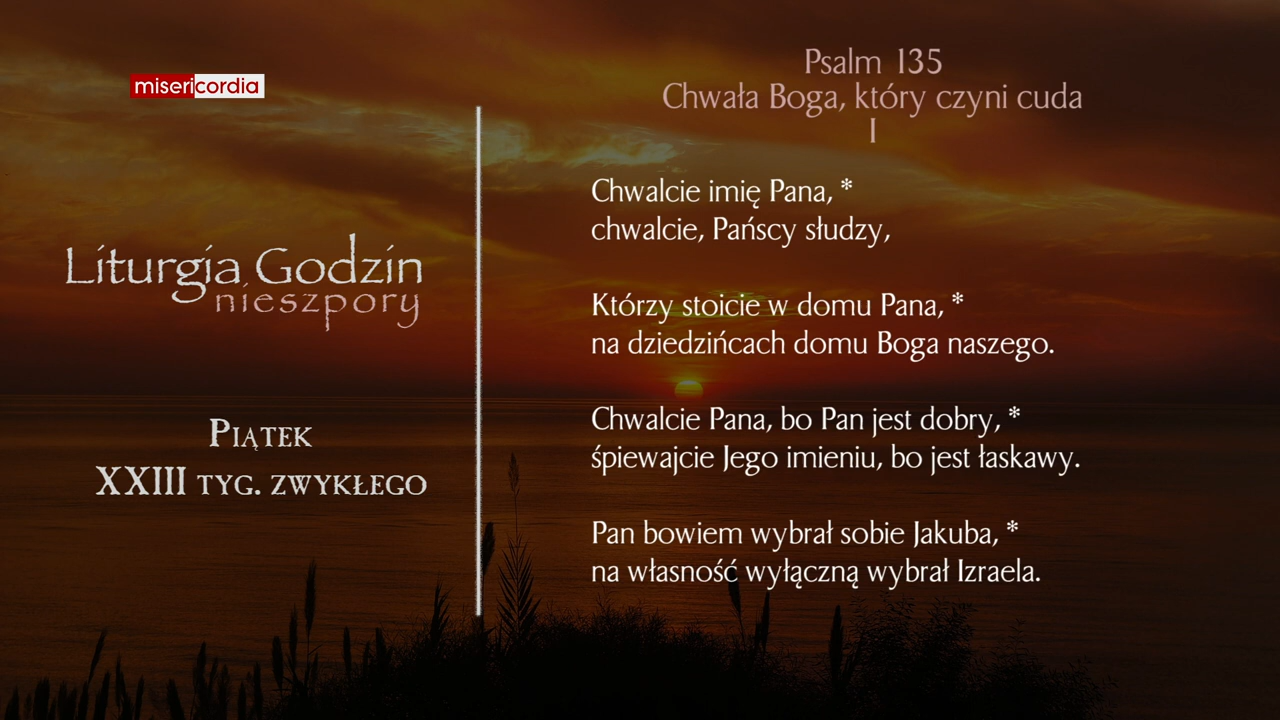 misericordia
Liturgia Godzin
nieszpory
Piątek
XXIII tyg. zwykłego
Psalm 135
Chwała Boga, który czyni cuda
I
Chwalcie imię Pana, *
chwalcie, Pańscy słudzy,
Którzy stoicie w domu Pana, *
na dziedzińcach domu Boga naszego.
Chwalcie Pana, bo Pan jest dobry, *
śpiewajcie Jego imieniu, bo jest łaskawy.
Pan bowiem wybrał sobie Jakuba, *
na własność wyłączną wybrał Izraela.